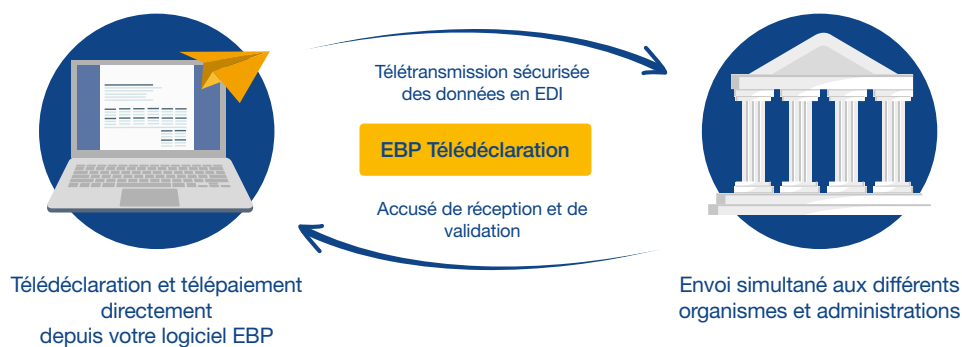 Télétransmission sécurisée
des données en EDI
EBP Télédéclaration
Accusé de réception et de
validation
Télédéclaration et télépaiement
directement
depuis votre logiciel EBP
Envoi simultané aux différents
organismes et administrations